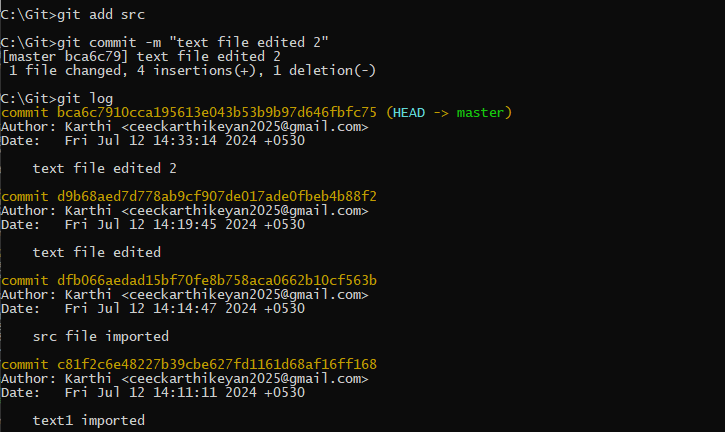 C:\Git>git add src
C:\Git>git commit -m "text file edited 2"
[master bca6c79] text file edited 2
 1 file changed, 4 insertions(+), 1 deletion(-)
C:\Git>git log
commit bca6c7910cca195613e043b53b9b97d646fbfc75 (HEAD -> master)
Author: Karthi <ceeckarthikeyan2025@gmail.com>
Date:   Fri Jul 12 14:33:14 2024 +0530
    text file edited 2
commit d9b68aed7d778ab9cf907de017ade0fbeb4b88f2
Author: Karthi <ceeckarthikeyan2025@gmail.com>
Date:   Fri Jul 12 14:19:45 2024 +0530
    text file edited
commit dfb066aedad15bf70fe8b758aca0662b10cf563b
Author: Karthi <ceeckarthikeyan2025@gmail.com>
Date:   Fri Jul 12 14:14:47 2024 +0530
    src file imported
commit c81f2c6e48227b39cbe627fd1161d68af16ff168
Author: Karthi <ceeckarthikeyan2025@gmail.com>
Date:   Fri Jul 12 14:11:11 2024 +0530
    text1 imported